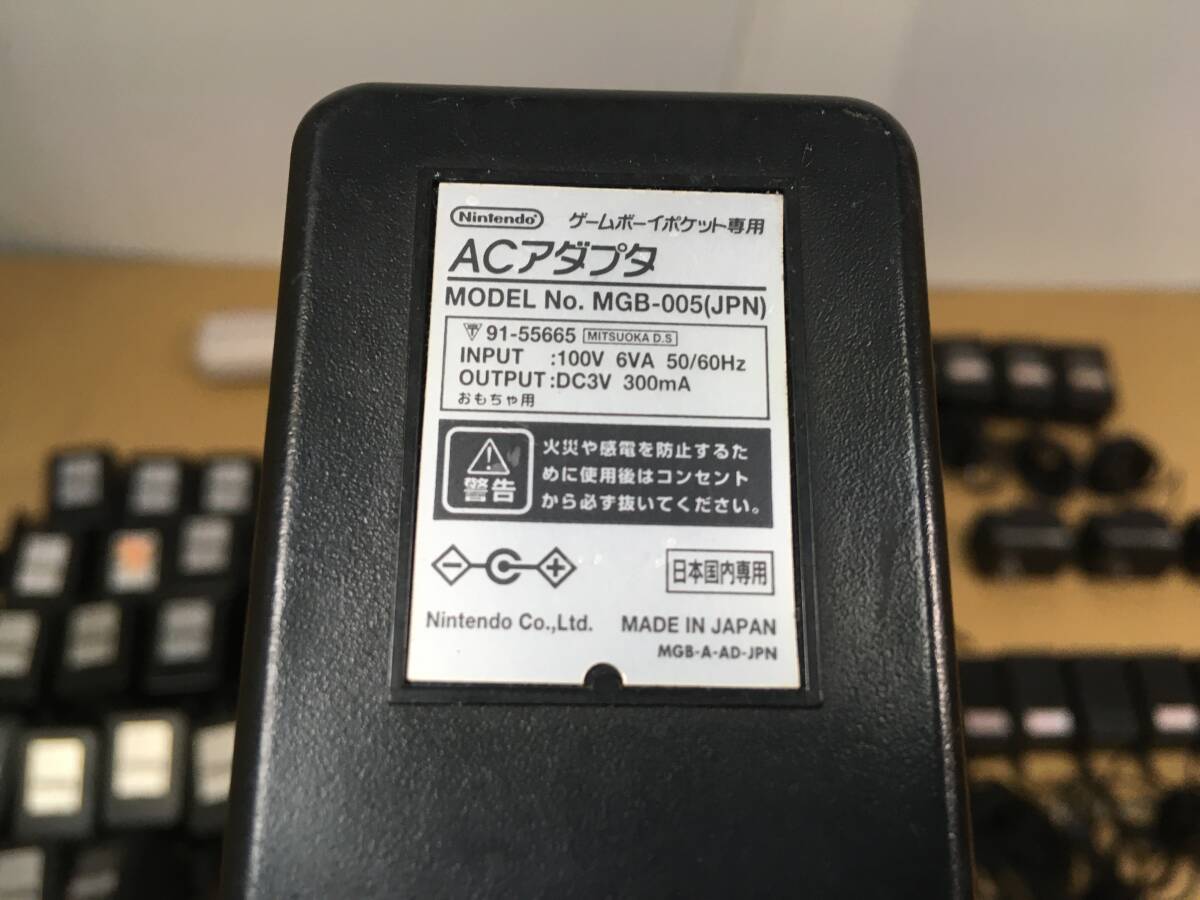 Nintendo ゲームボーイポケット専用
ACアダプタ
MODEL No. MGB-005(JPN)
91-55665 MITSUOKA D.S
INPUT :100V 6VA 50/60Hz
OUTPUT :DC3V 300mA
おもちゃ用
警告
火災や感電を防止するた
めに使用後はコンセント
から必ず抜いてください。
日本国内専用
Nintendo Co.,Ltd. MADE IN JAPAN
MGB-A-AD-JPN